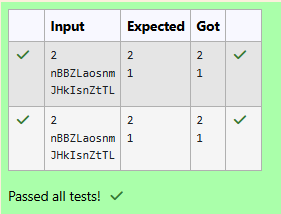 Input Expected Got
2 2 2
nBBZLaosnm 1 1
JHkIsnZtTL
2 2 2
nBBZLaosnm 1 1
JHkIsnZtTL
Passed all tests!